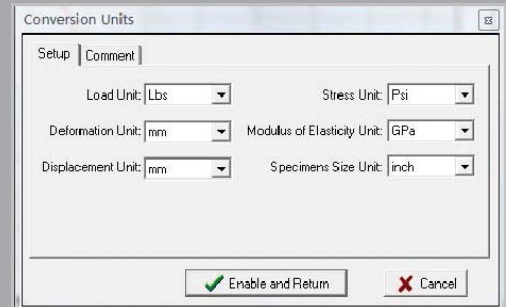 Conversion Units
Setup Comment
Load Unit: Lbs Stress Unit: Psi
Deformation Unit: mm Modulus of Elasticity Unit: GPa
Displacement Unit: mm Specimens Size Unit: inch
Enable and Return Cancel